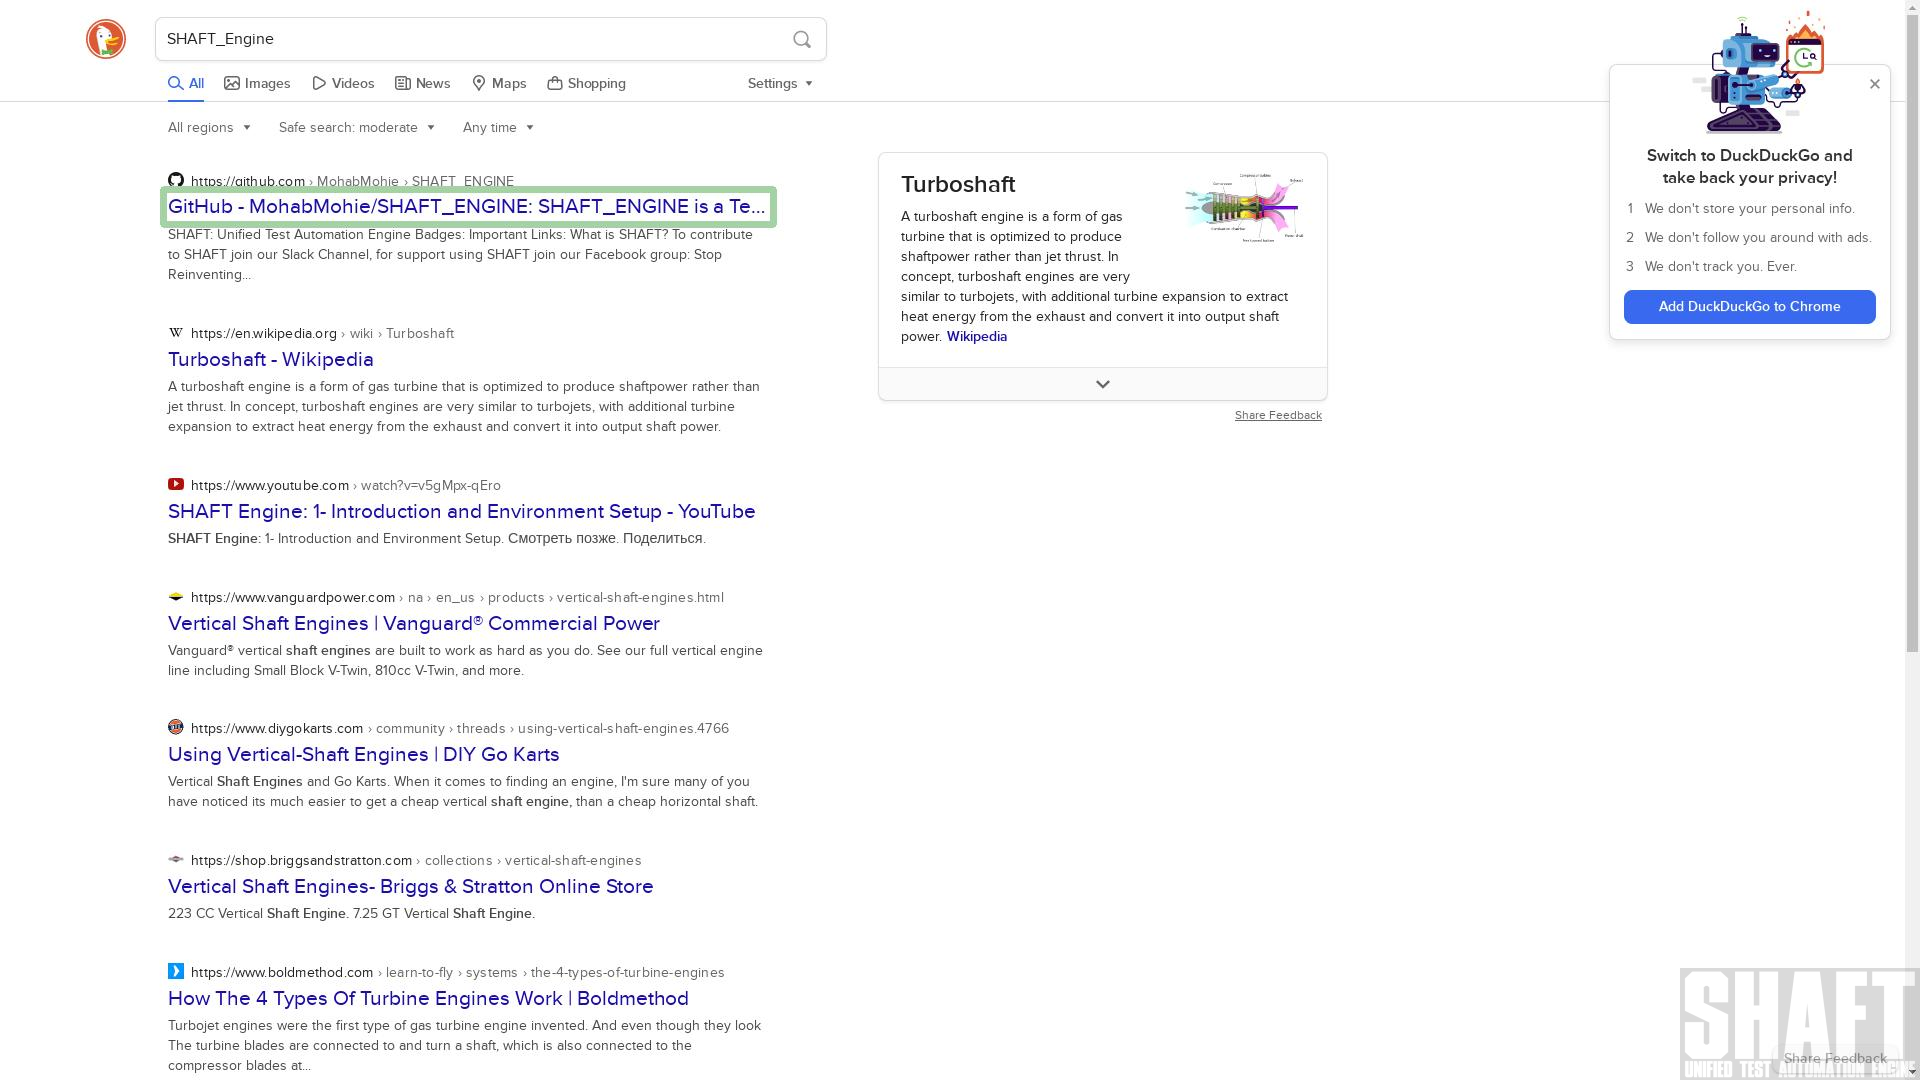 SHAFT_Engine
All Images Videos News Maps Shopping Settings
All regions Safe search: moderate Any time
https://github.com › MohabMohie › SHAFT_ENGINE
GitHub - MohabMohie/SHAFT_ENGINE: SHAFT_ENGINE is a Te...
SHAFT: Unified Test Automation Engine Badges: Important Links: What is SHAFT? To contribute
to SHAFT join our Slack Channel, for support using SHAFT join our Facebook group: Stop
Reinventing...
https://en.wikipedia.org › wiki › Turboshaft
Turboshaft - Wikipedia
A turboshaft engine is a form of gas turbine that is optimized to produce shaftpower rather than
jet thrust. In concept, turboshaft engines are very similar to turbojets, with additional turbine
expansion to extract heat energy from the exhaust and convert it into output shaft power.
https://www.youtube.com › watch?v=v5gMpx-qEro
SHAFT Engine: 1- Introduction and Environment Setup - YouTube
SHAFT Engine: 1- Introduction and Environment Setup. Смотреть позже. Поделиться.
https://www.vanguardpower.com › na › en_us › products › vertical-shaft-engines.html
Vertical Shaft Engines | Vanguard® Commercial Power
Vanguard® vertical shaft engines are built to work as hard as you do. See our full vertical engine
line including Small Block V-Twin, 810cc V-Twin, and more.
https://www.diygokarts.com › community › threads › using-vertical-shaft-engines.4766
Using Vertical-Shaft Engines | DIY Go Karts
Vertical Shaft Engines and Go Karts. When it comes to finding an engine, I'm sure many of you
have noticed its much easier to get a cheap vertical shaft engine, than a cheap horizontal shaft.
https://shop.briggsandstratton.com › collections › vertical-shaft-engines
Vertical Shaft Engines- Briggs & Stratton Online Store
223 CC Vertical Shaft Engine. 7.25 GT Vertical Shaft Engine.
https://www.boldmethod.com › learn-to-fly › systems › the-4-types-of-turbine-engines
How The 4 Types Of Turbine Engines Work | Boldmethod
Turbojet engines were the first type of gas turbine engine invented. And even though they look
The turbine blades are connected to and turn a shaft, which is also connected to the
compressor blades at...
Turboshaft
A turboshaft engine is a form of gas
turbine that is optimized to produce
shaftpower rather than jet thrust. In
concept, turboshaft engines are very
similar to turbojets, with additional turbine expansion to extract
heat energy from the exhaust and convert it into output shaft
power. Wikipedia
Share Feedback
Switch to DuckDuckGo and
take back your privacy!
1 We don't store your personal info.
2 We don't follow you around with ads.
3 We don't track you. Ever.
Add DuckDuckGo to Chrome
SHAFT
Share Feedback
UNIFIED TEST AUTOMATION ENGINE